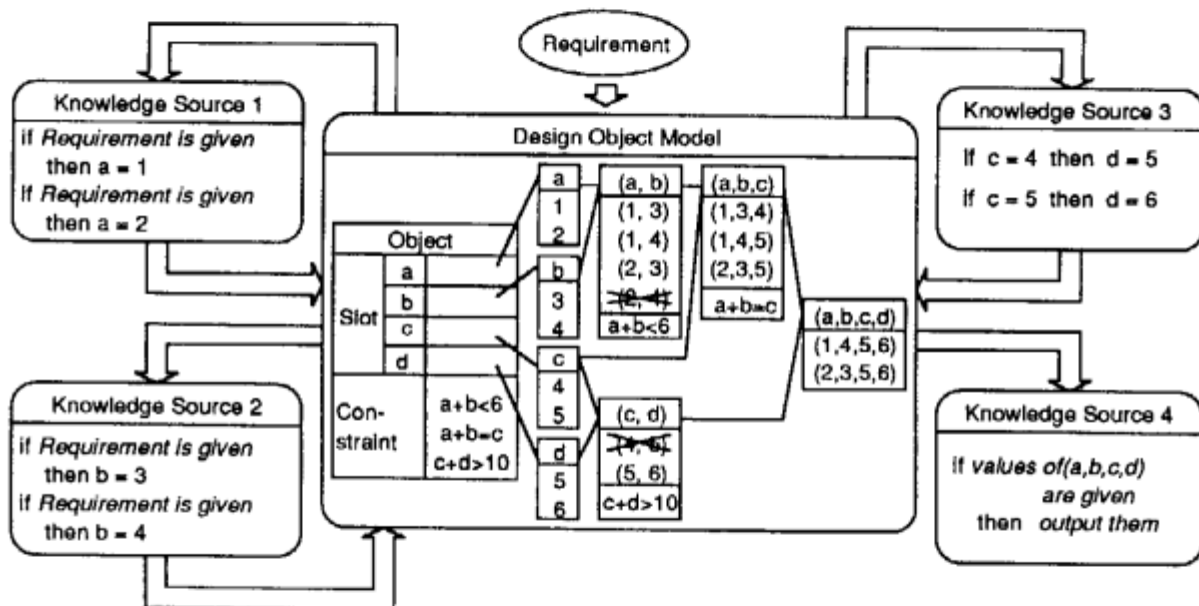 Requirement
Knowledge Source 1
if Requirement is given
then a = 1
if Requirement is given
then a = 2
Knowledge Source 2
if Requirement is given
then b = 3
if Requirement is given
then b = 4
Design Object Model
Object
Slot
a
b
c
d
Con-
straint
a+b<6
a+b=c
c+d>10
a
1
2
b
3
4
c
4
5
d
5
6
(a, b)
(1, 3)
(1, 4)
(2, 3)
(2, 4)
a+b<6
(a,b,c)
(1,3,4)
(1,4,5)
(2,3,5)
a+b=c
(c, d)
(4, 5)
(5, 6)
c+d>10
(a,b,c,d)
(1,4,5,6)
(2,3,5,6)
Knowledge Source 3
If c = 4 then d = 5
If c = 5 then d = 6
Knowledge Source 4
if values of(a,b,c,d)
are given
then output them